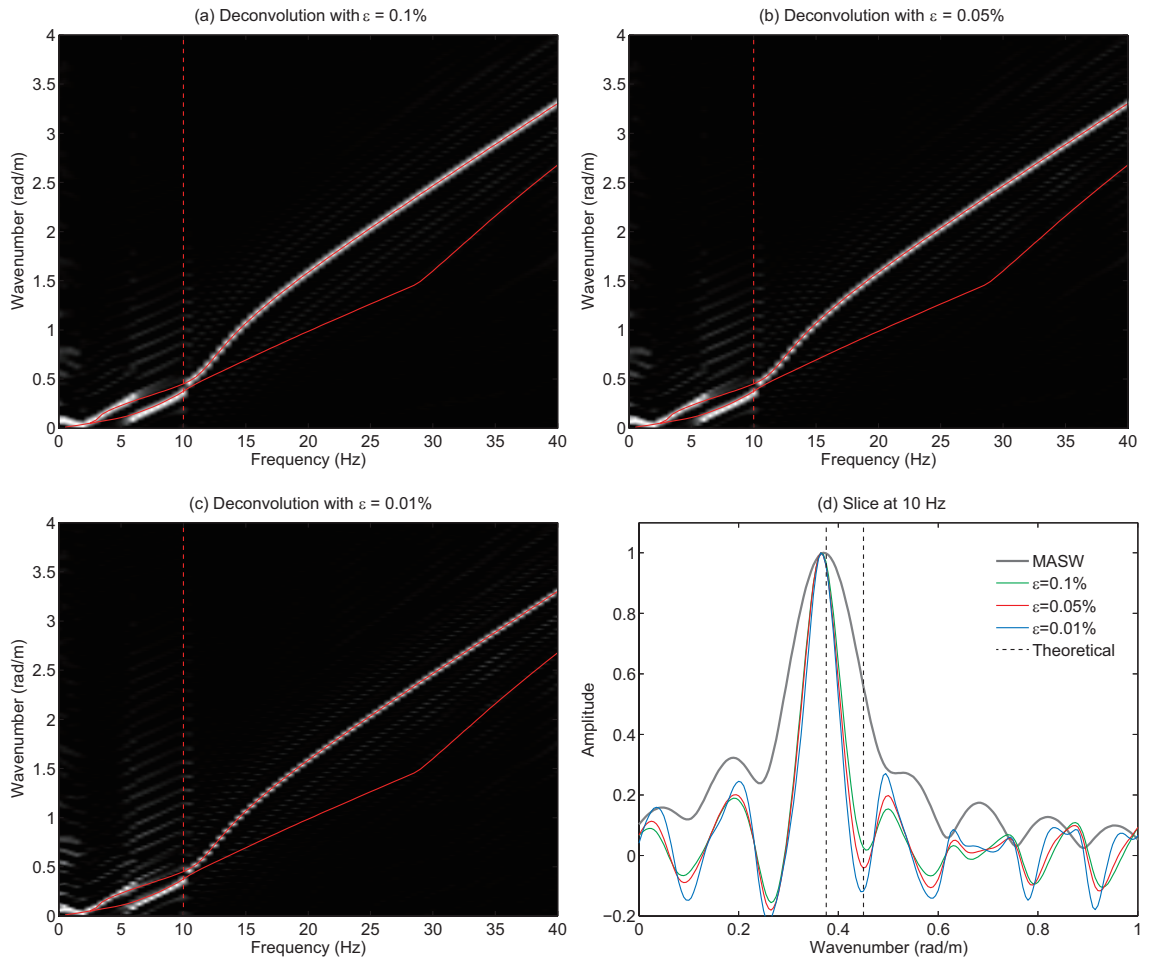 (a) Deconvolution with ε = 0.1%
4
3.5
3
2.5
2
1.5
1
0.5
0
Wavenumber (rad/m)
0 5 10 15 20 25 30 35 40
Frequency (Hz)
(b) Deconvolution with ε = 0.05%
4
3.5
3
2.5
2
1.5
1
0.5
0
Wavenumber (rad/m)
0 5 10 15 20 25 30 35 40
Frequency (Hz)
(c) Deconvolution with ε = 0.01%
4
3.5
3
2.5
2
1.5
1
0.5
0
Wavenumber (rad/m)
0 5 10 15 20 25 30 35 40
Frequency (Hz)
(d) Slice at 10 Hz
1
0.8
0.6
0.4
0.2
0
−0.2
Amplitude
MASW
ε=0.1%
ε=0.05%
ε=0.01%
Theoretical
0 0.2 0.4 0.6 0.8 1
Wavenumber (rad/m)